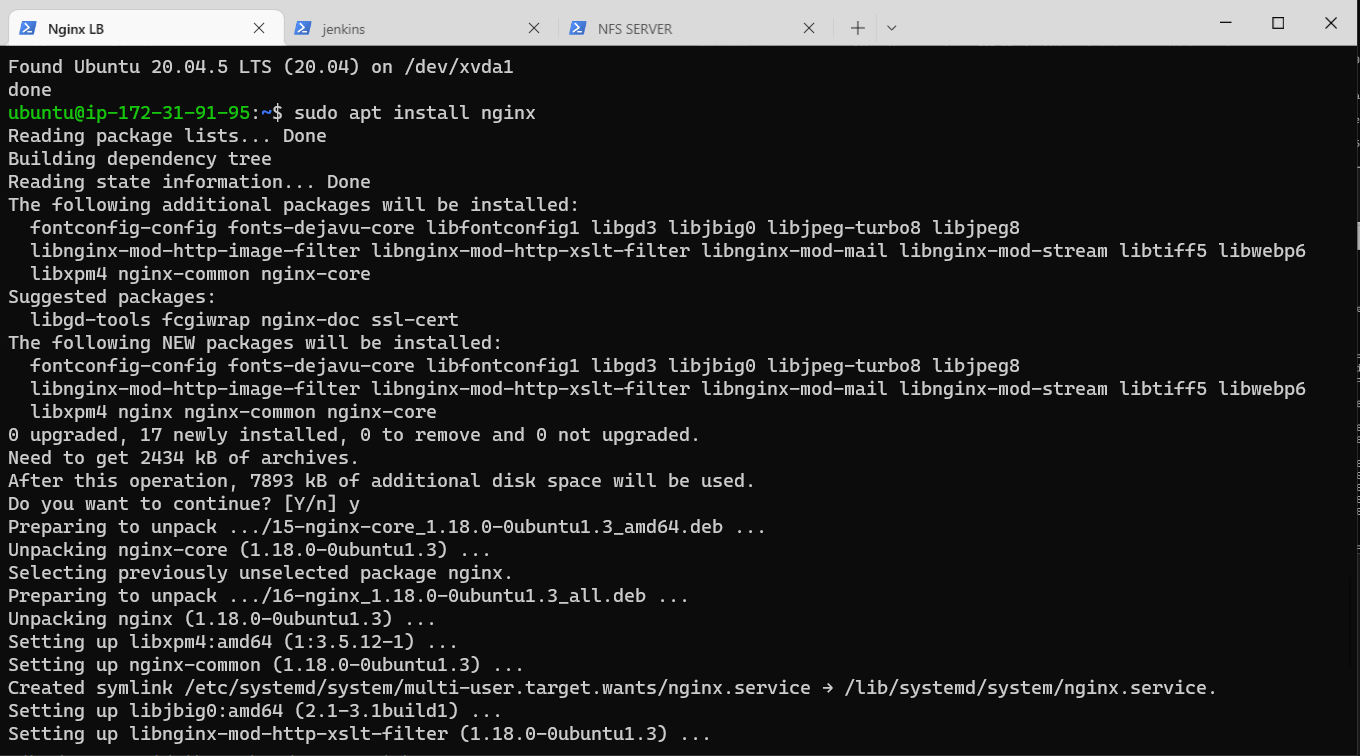 Nginx LB
jenkins
NFS SERVER
Found Ubuntu 20.04.5 LTS (20.04) on /dev/xvda1
done
ubuntu@ip-172-31-91-95:~$ sudo apt install nginx
Reading package lists... Done
Building dependency tree
Reading state information... Done
The following additional packages will be installed:
  fontconfig-config fonts-dejavu-core libfontconfig1 libgd3 libjbig0 libjpeg-turbo8 libjpeg8
  libnginx-mod-http-image-filter libnginx-mod-http-xslt-filter libnginx-mod-mail libnginx-mod-stream libtiff5 libwebp6
  libxpm4 nginx-common nginx-core
Suggested packages:
  libgd-tools fcgiwrap nginx-doc ssl-cert
The following NEW packages will be installed:
  fontconfig-config fonts-dejavu-core libfontconfig1 libgd3 libjbig0 libjpeg-turbo8 libjpeg8
  libnginx-mod-http-image-filter libnginx-mod-http-xslt-filter libnginx-mod-mail libnginx-mod-stream libtiff5 libwebp6
  libxpm4 nginx nginx-common nginx-core
0 upgraded, 17 newly installed, 0 to remove and 0 not upgraded.
Need to get 2434 kB of archives.
After this operation, 7893 kB of additional disk space will be used.
Do you want to continue? [Y/n] y
Preparing to unpack .../15-nginx-core_1.18.0-0ubuntu1.3_amd64.deb ...
Unpacking nginx-core (1.18.0-0ubuntu1.3) ...
Selecting previously unselected package nginx.
Preparing to unpack .../16-nginx_1.18.0-0ubuntu1.3_all.deb ...
Unpacking nginx (1.18.0-0ubuntu1.3) ...
Setting up libxpm4:amd64 (1:3.5.12-1) ...
Setting up nginx-common (1.18.0-0ubuntu1.3) ...
Created symlink /etc/systemd/system/multi-user.target.wants/nginx.service → /lib/systemd/system/nginx.service.
Setting up libjbig0:amd64 (2.1-3.1build1) ...
Setting up libnginx-mod-http-xslt-filter (1.18.0-0ubuntu1.3) ...